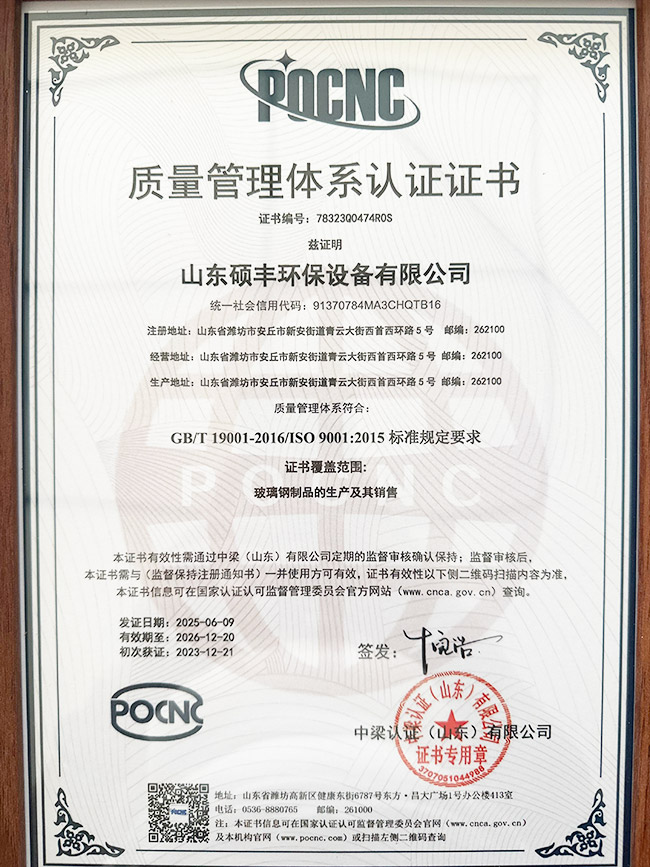 POCNC
质量管理体系认证证书
证书编号：78323Q0474R0S
兹证明
山东硕丰环保设备有限公司
统一社会信用代码：91370784MA3CHQTB16
注册地址：山东省潍坊市安丘市新安街道青云大街西首西环路5号 邮编：262100
经营地址：山东省潍坊市安丘市新安街道青云大街西首西环路5号 邮编：262100
生产地址：山东省潍坊市安丘市新安街道青云大街西首西环路5号 邮编：262100
质量管理体系符合：
GB/T 19001-2016/ISO 9001:2015 标准规定要求
证书覆盖范围：
玻璃钢制品的生产及其销售
POCNC
本证书有效性需通过中梁（山东）有限公司定期的监督审核确认保持；监督审核后，
本证书需与《监督保持注册通知书》一并使用方可有效，证书有效性以下侧二维码扫描内容为准，
本证书信息可在国家认证认可监督管理委员会官方网站（www.cnca.gov.cn）查询。
发证日期：2025-06-09
有效期至：2026-12-20
初次获证：2023-12-21
签发：
POCNC
中梁认证（山东）有限公司
中梁认证（山东）有限公司
证书专用章
3707051044988
POCNC
地址：山东省潍坊高新区健康东街6787号东方·昌大广场1号办公楼413室
电话：0536-8880765 邮编：261000
注：本证书信息可在国家认证认可监督管理委员会官网（www.cnca.gov.cn）
及本机构官网（www.pocnc.com）或扫描左侧二维码查询